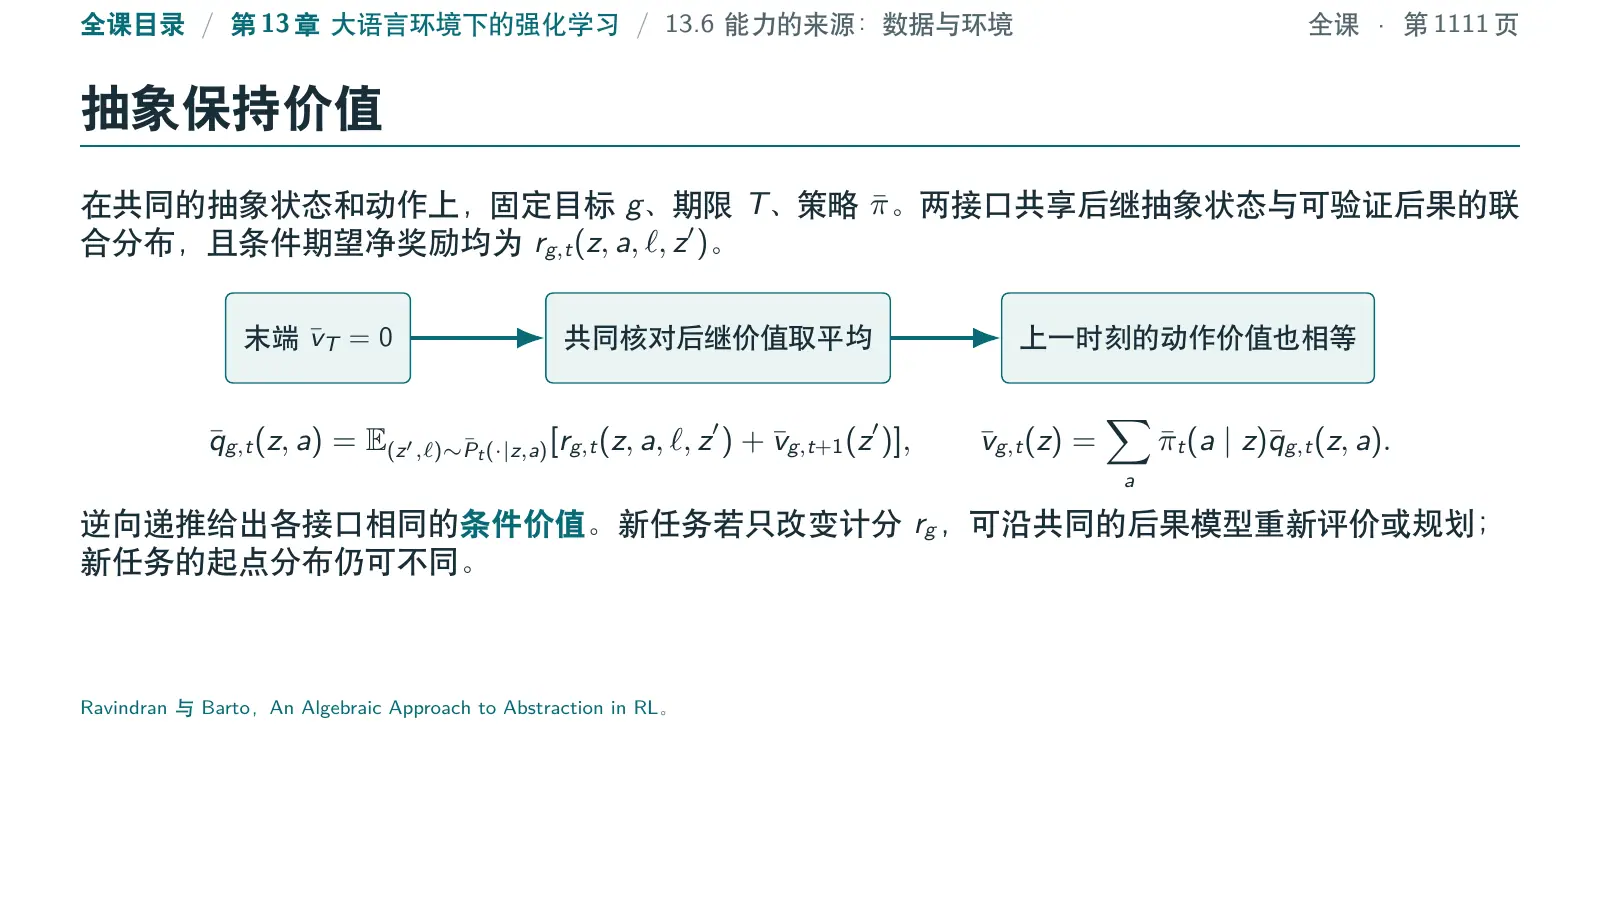 全课目录 / 第 13 章 大语言环境下的强化学习 / 13.6 能力的来源：数据与环境 全课 · 第 1111 页
抽象保持价值
在共同的抽象状态和动作上，固定目标 g、期限 T、策略 π̄。两接口共享后继抽象状态与可验证后果的联
合分布，且条件期望净奖励均为 r_{g,t}(z, a, ℓ, z′)。
末端 v̄_T = 0
共同核对后继价值取平均
上一时刻的动作价值也相等
q̄_{g,t}(z, a) = 𝔼_{(z′,ℓ)∼P̄_t(·|z,a)}[r_{g,t}(z, a, ℓ, z′) + v̄_{g,t+1}(z′)], v̄_{g,t}(z) = ∑_a π̄_t(a | z)q̄_{g,t}(z, a).
逆向递推给出各接口相同的条件价值。新任务若只改变计分 r_g，可沿共同的后果模型重新评价或规划；
新任务的起点分布仍可不同。
Ravindran 与 Barto，An Algebraic Approach to Abstraction in RL。